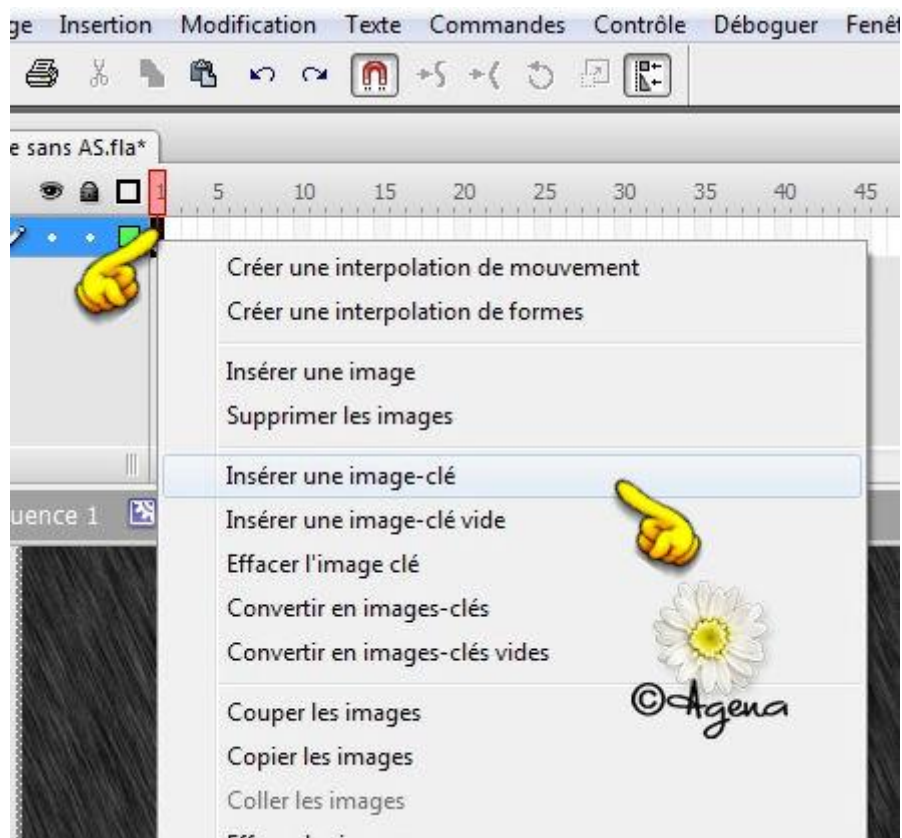 ge Insertion Modification Texte Commandes Contrôle Déboguer Fenêt
e sans AS.fla*
1 5 10 15 20 25 30 35 40 45
Créer une interpolation de mouvement
Créer une interpolation de formes
Insérer une image
Supprimer les images
Insérer une image-clé
uence 1
Insérer une image-clé vide
Effacer l'image clé
Convertir en images-clés
Convertir en images-clés vides
Couper les images
©Agena
Copier les images
Coller les images